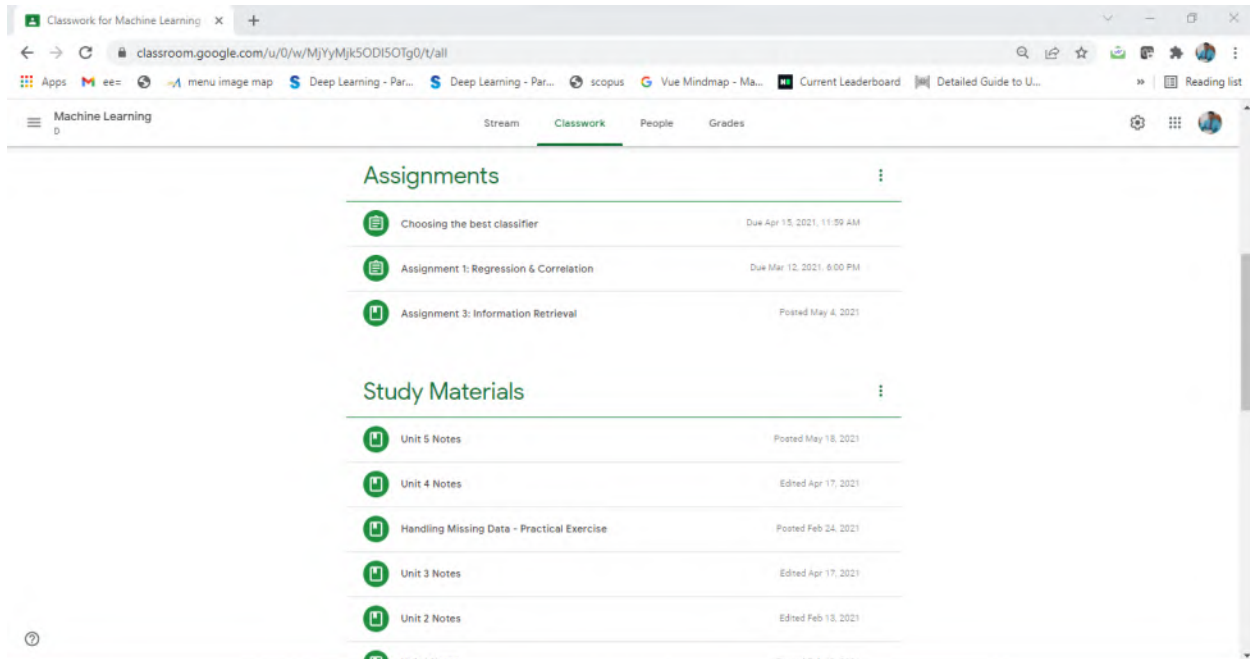 Classwork for Machine Learning
classroom.google.com/u/0/w/MjYyMjk5ODI5OTg0/t/all
Apps ee= menu image map Deep Learning - Par... Deep Learning - Par... scopus Vue Mindmap - Ma... Current Leaderboard Detailed Guide to U... » Reading list
Machine Learning
D
Stream Classwork People Grades
Assignments
Choosing the best classifier Due Apr 15, 2021, 11:59 AM
Assignment 1: Regression & Correlation Due Mar 12, 2021, 6:00 PM
Assignment 3: Information Retrieval Posted May 4, 2021
Study Materials
Unit 5 Notes Posted May 18, 2021
Unit 4 Notes Edited Apr 17, 2021
Handling Missing Data - Practical Exercise Posted Feb 24, 2021
Unit 3 Notes Edited Apr 17, 2021
Unit 2 Notes Edited Feb 13, 2021